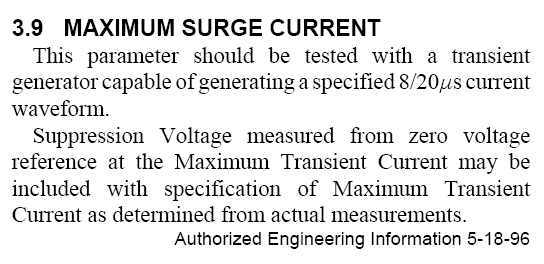 3.9 MAXIMUM SURGE CURRENT
This parameter should be tested with a transient
generator capable of generating a specified 8/20μs current
waveform.
Suppression Voltage measured from zero voltage
reference at the Maximum Transient Current may be
included with specification of Maximum Transient
Current as determined from actual measurements.
Authorized Engineering Information 5-18-96